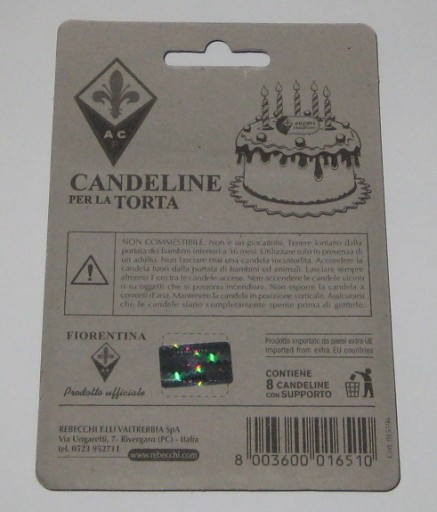 A C
F
CANDELINE
PER LA TORTA
NON COMMESTIBILE. Non è un giocattolo. Tenere lontano dalla
portata dei bambini inferiori a 36 mesi. Utilizzare solo in presenza di
un adulto. Non lasciare mai una candela incustodita. Accendere la
candela fuori dalla portata di bambini ed animali. Lasciare sempre
almeno cm tra le candele accese. Non accendere le candele vicino
o su oggetti che si possono incendiare. Non esporre la candela a
correnti d'aria. Mantenere la candela in posizione verticale. Assicurarsi
che le candele siano completamente spente prima di gettarle.
FIORENTINA
Prodotto ufficiale
Prodotto importato da paesi extra UE
Imported from extra EU countries
CONTIENE
8 CANDELINE
CON SUPPORTO
REBECCHI F.LLI VALTREBBIA SpA
Via Ungaretti, 7- Rivergaro (PC) - Italia
tel. 0523 952711
www.rebecchi.com
8 003600 016510